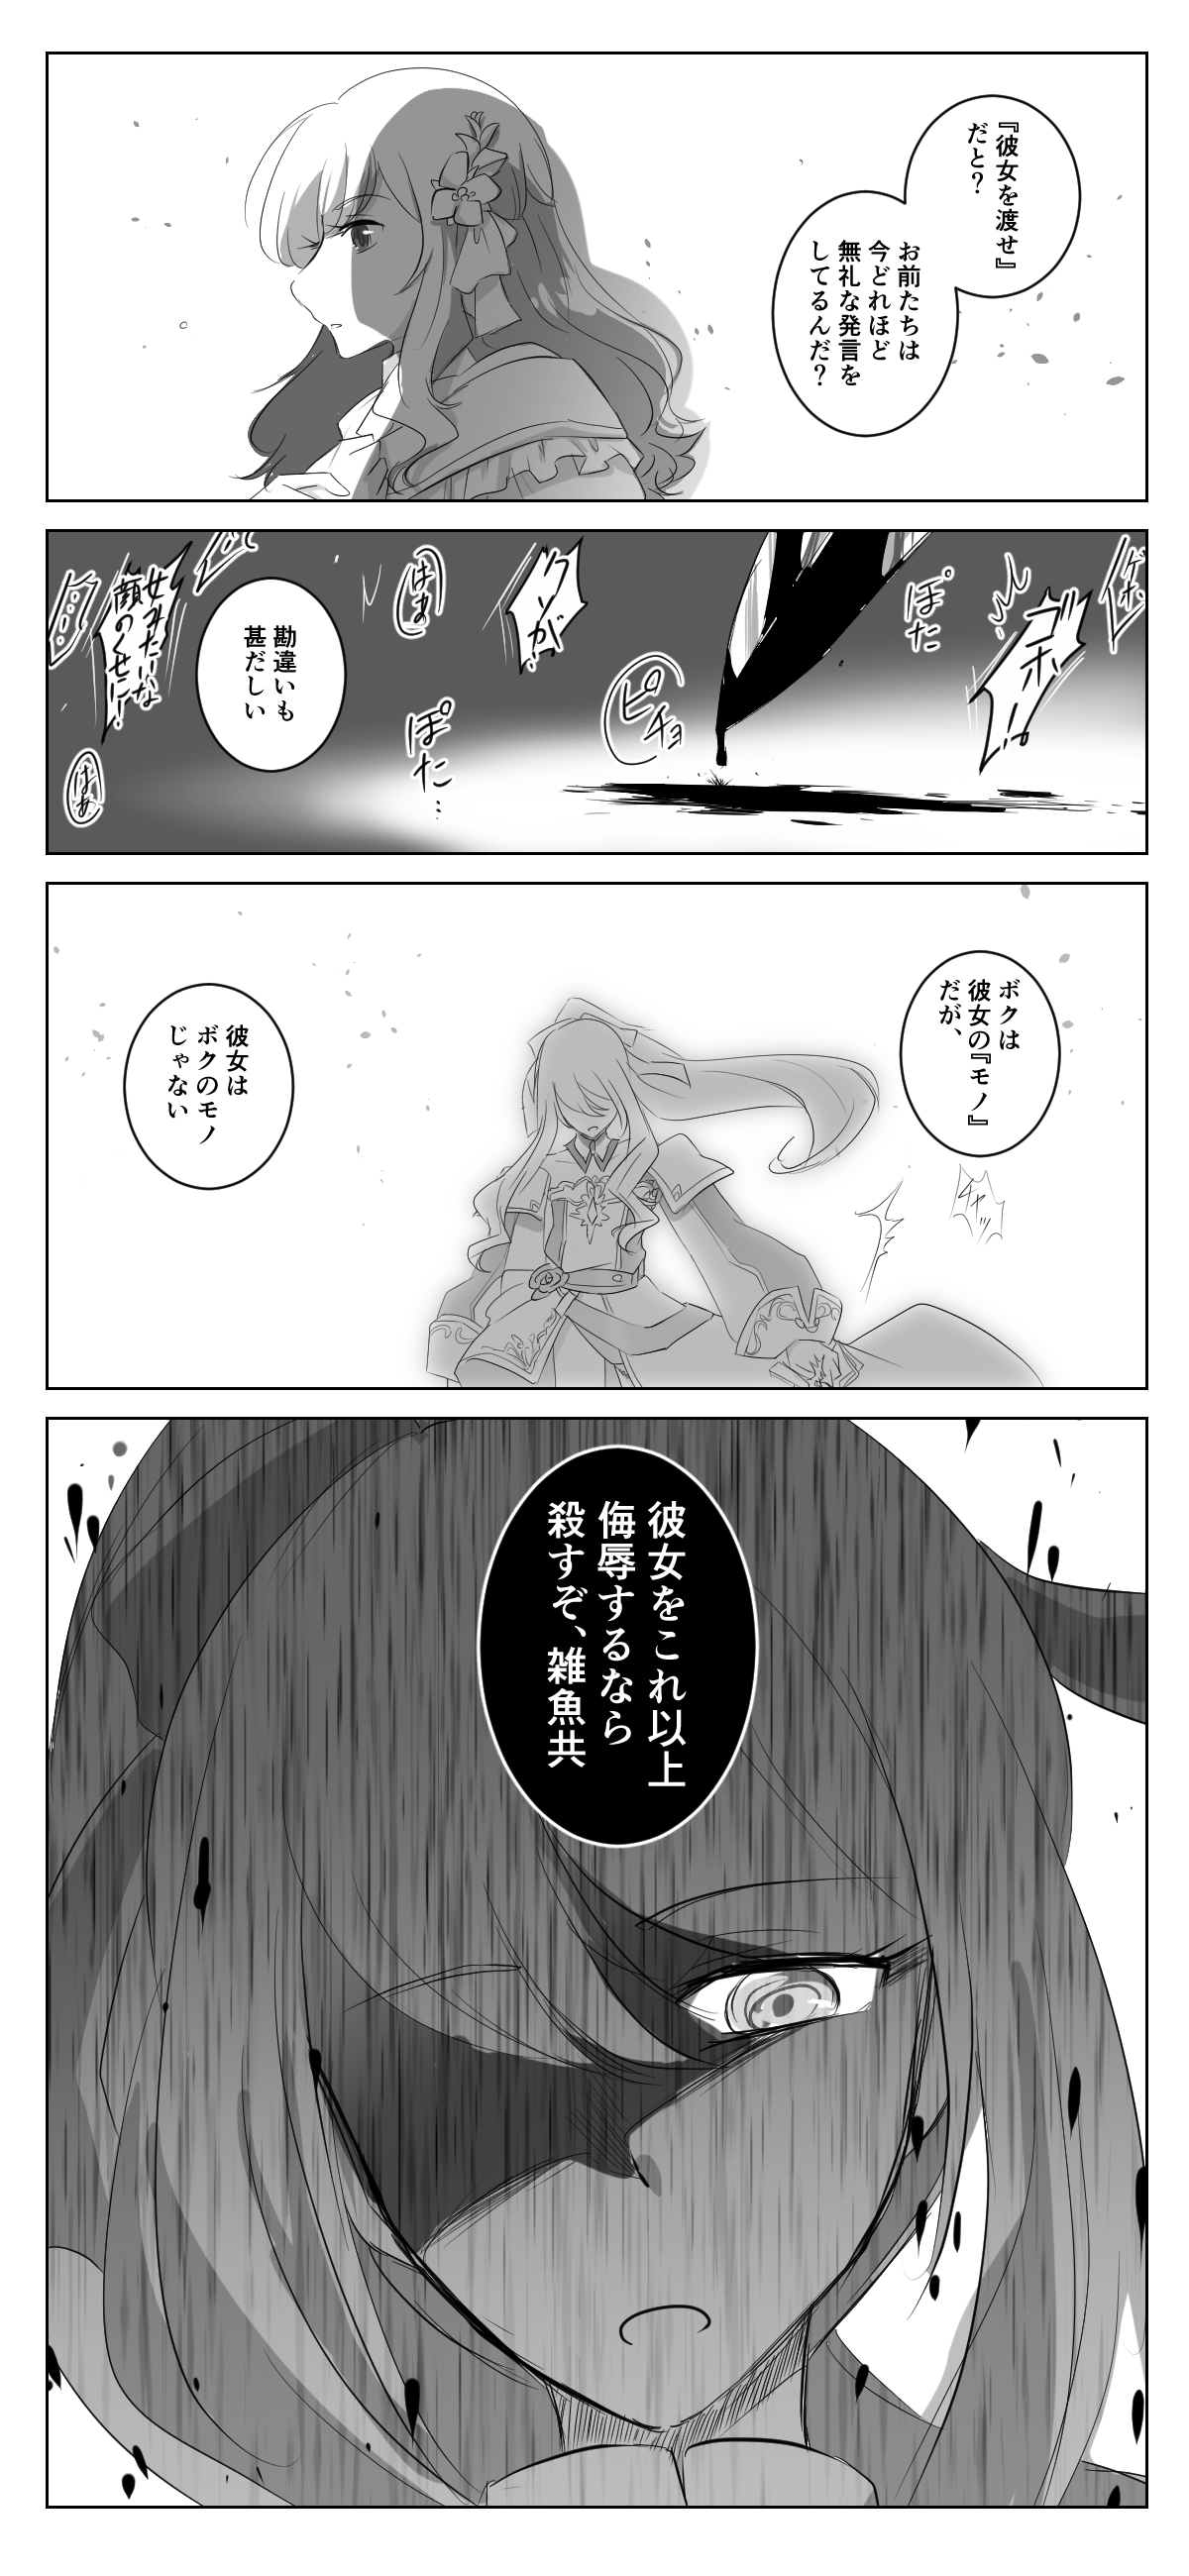 『彼女を渡せ』
だと？
お前たちは
今どれほど
無礼な発言を
してるんだ？
ゲホ
ゴホ！！
ぽた
ピチョ
クソが！
はぁ
ぽた…
勘違いも
甚だしい
女みたいな
顔のくせに！
はぁ
ボクは
彼女の『モノ』
だが、
チャッ
彼女は
ボクのモノ
じゃない
彼女をこれ以上
侮辱するなら
殺すぞ、雑魚共